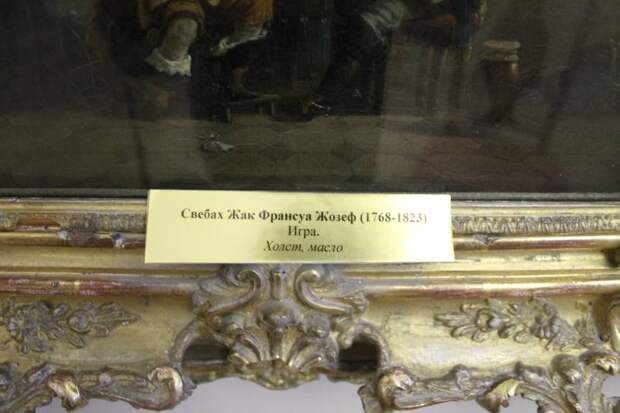 Свебах Жак Франсуа Жозеф (1768-1823)
Игра.
Холст, масло